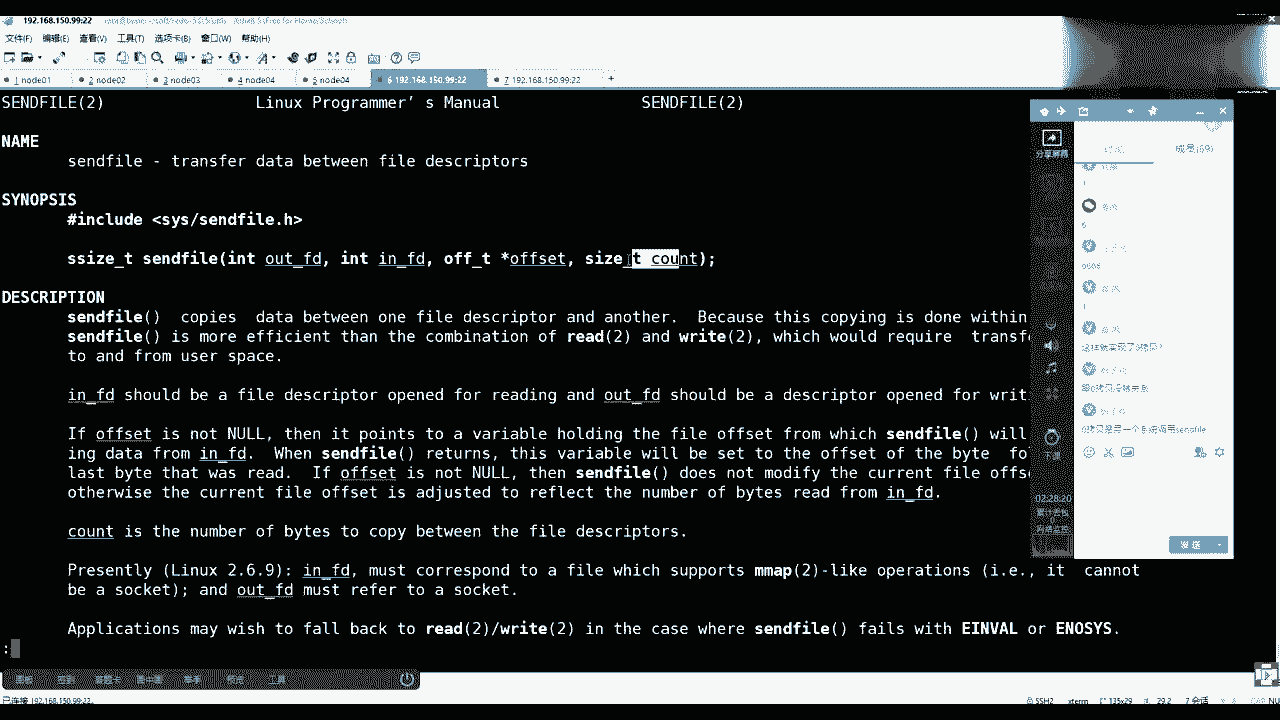 192.168.150.99:22
文件(F) 编辑(E) 查看(V) 工具(T) 选项卡(B) 窗口(W) 帮助(H)
1 node01 2 node02 3 node03 4 node04 5 node04 6 192.168.150.99:22 7 192.168.150.99:22 +
SENDFILE(2) Linux Programmer’s Manual SENDFILE(2)
NAME
sendfile - transfer data between file descriptors
SYNOPSIS
#include <sys/sendfile.h>
ssize_t sendfile(int out_fd, int in_fd, off_t *offset, size_t count);
DESCRIPTION
sendfile() copies data between one file descriptor and another. Because this copying is done within
sendfile() is more efficient than the combination of read(2) and write(2), which would require transf
to and from user space.
in_fd should be a file descriptor opened for reading and out_fd should be a descriptor opened for writ
If offset is not NULL, then it points to a variable holding the file offset from which sendfile() will
ing data from in_fd. When sendfile() returns, this variable will be set to the offset of the byte fo
last byte that was read. If offset is not NULL, then sendfile() does not modify the current file offse
otherwise the current file offset is adjusted to reflect the number of bytes read from in_fd.
count is the number of bytes to copy between the file descriptors.
Presently (Linux 2.6.9): in_fd, must correspond to a file which supports mmap(2)-like operations (i.e., it cannot
be a socket); and out_fd must refer to a socket.
Applications may wish to fall back to read(2)/write(2) in the case where sendfile() fails with EINVAL or ENOSYS.
:
成员(69)
1
6
6666
1
02:28:20
下课
发送
已连接 192.168.150.99:22。
SSH2 xterm 135x29 29,2 7 会话